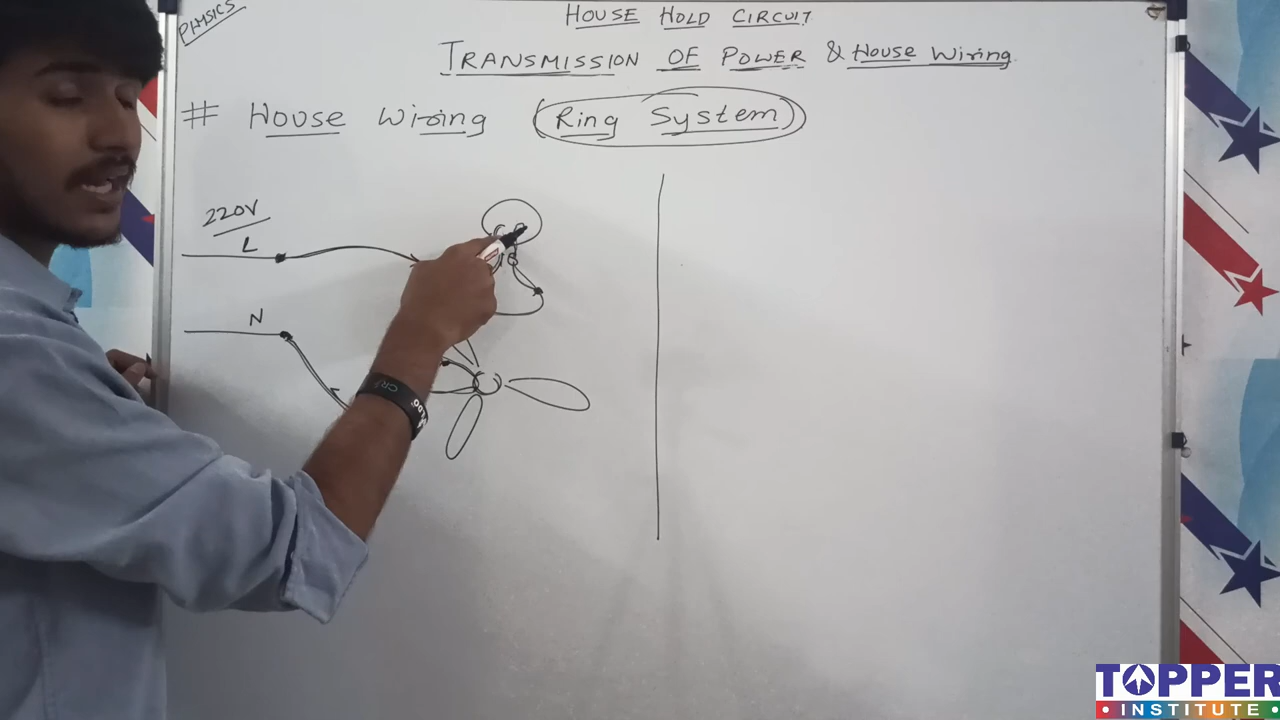 PHYSICS
HOUSE HOLD CIRCUIT
TRANSMISSION OF POWER & House Wiring
# House Wiring (Ring System)
220V
L
N
TOPPER
INSTITUTE